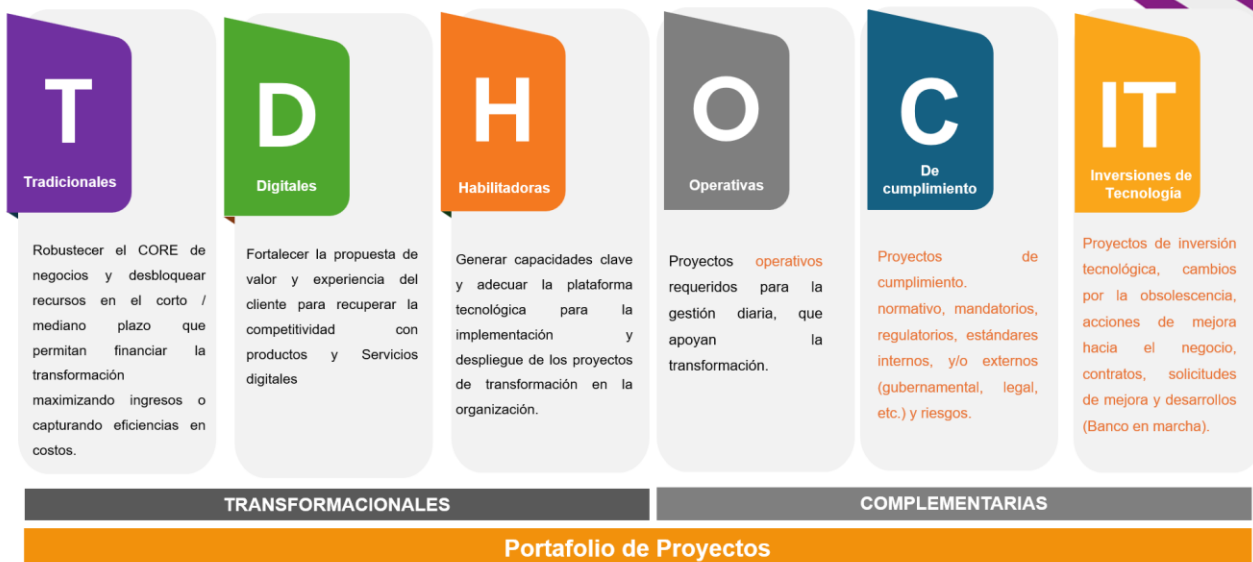 T
Tradicionales
Robustecer el CORE de
negocios y desbloquear
recursos en el corto /
mediano plazo que
permitan financiar la
transformación
maximizando ingresos o
capturando eficiencias en
costos.
D
Digitales
Fortalecer la propuesta de
valor y experiencia del
cliente para recuperar la
competitividad con
productos y Servicios
digitales
H
Habilitadoras
Generar capacidades clave
y adecuar la plataforma
tecnológica para la
implementación y
despliegue de los proyectos
de transformación en la
organización.
O
Operativas
Proyectos operativos
requeridos para la
gestión diaria, que
apoyan la
transformación.
C
De
cumplimiento
Proyectos de
cumplimiento.
normativo, mandatorios,
regulatorios, estándares
internos, y/o externos
(gubernamental, legal,
etc.) y riesgos.
IT
Inversiones de
Tecnología
Proyectos de inversión
tecnológica, cambios
por la obsolescencia,
acciones de mejora
hacia el negocio,
contratos, solicitudes
de mejora y desarrollos
(Banco en marcha).
TRANSFORMACIONALES
COMPLEMENTARIAS
Portafolio de Proyectos